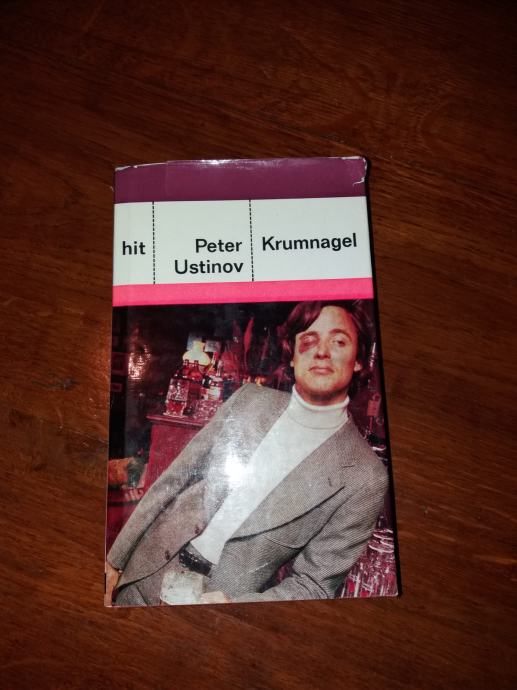 hit
Peter
Ustinov
Krumnagel